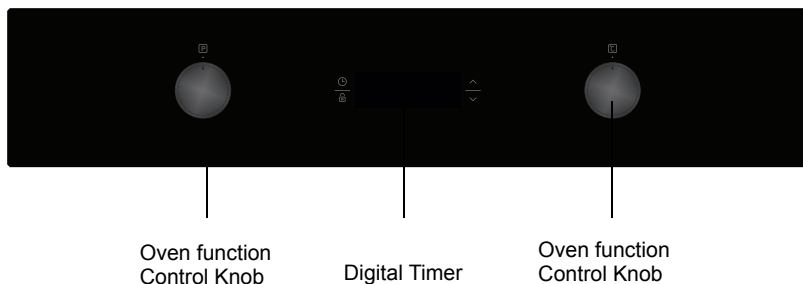 P
°C
Oven function
Control Knob
Digital Timer
Oven function
Control Knob